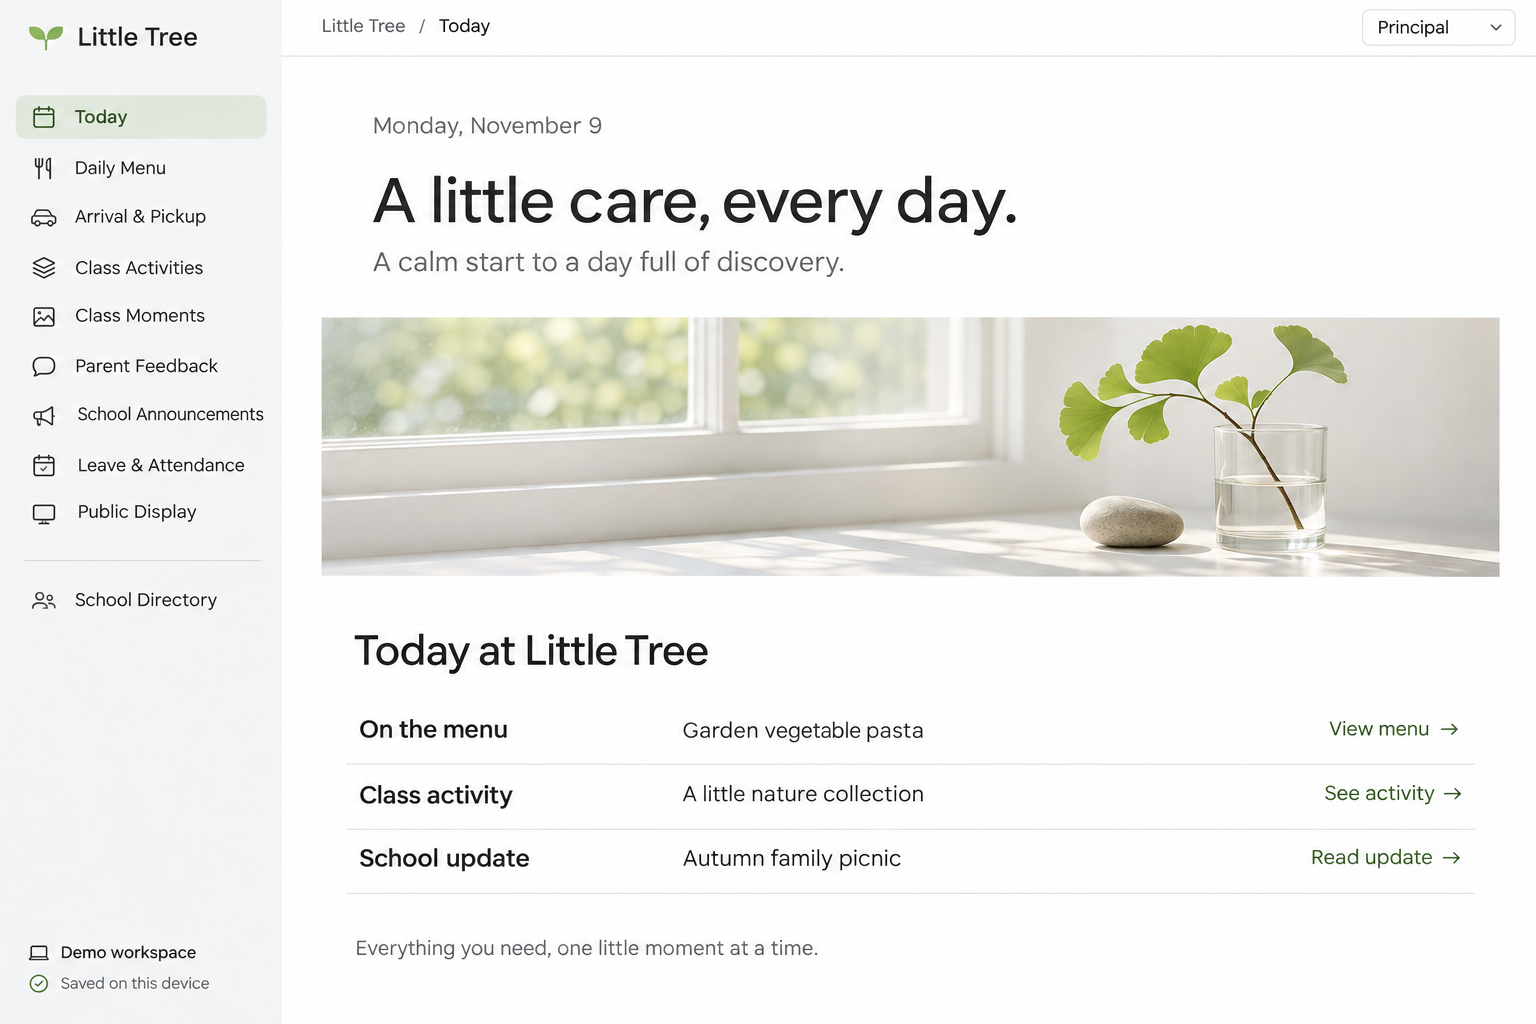 Little Tree
Today
Daily Menu
Arrival & Pickup
Class Activities
Class Moments
Parent Feedback
School Announcements
Leave & Attendance
Public Display
School Directory
Demo workspace
Saved on this device
Little Tree / Today
Principal
Monday, November 9
A little care, every day.
A calm start to a day full of discovery.
Today at Little Tree
On the menu Garden vegetable pasta View menu →
Class activity A little nature collection See activity →
School update Autumn family picnic Read update →
Everything you need, one little moment at a time.